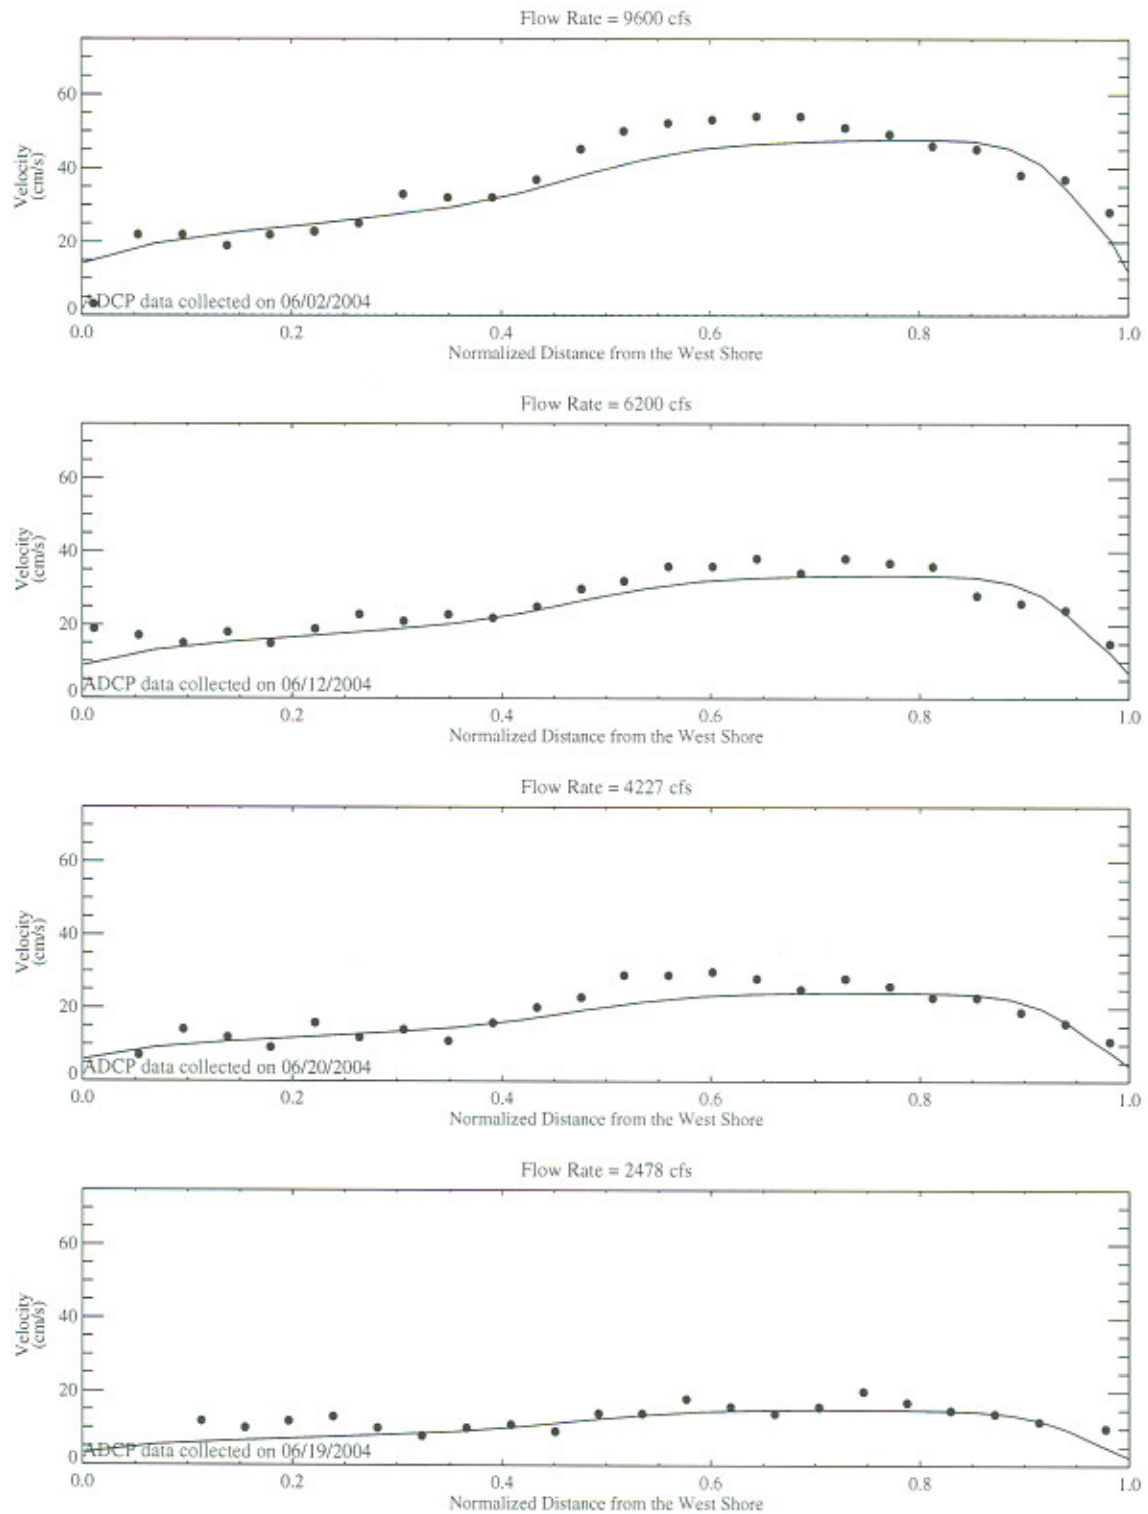 Flow Rate = 9600 cfs
60
40
20
0
Velocity
(cm/s)
ADCP data collected on 06/02/2004
0.0 0.2 0.4 0.6 0.8 1.0
Normalized Distance from the West Shore
Flow Rate = 6200 cfs
60
40
20
0
Velocity
(cm/s)
ADCP data collected on 06/12/2004
0.0 0.2 0.4 0.6 0.8 1.0
Normalized Distance from the West Shore
Flow Rate = 4227 cfs
60
40
20
0
Velocity
(cm/s)
ADCP data collected on 06/20/2004
0.0 0.2 0.4 0.6 0.8 1.0
Normalized Distance from the West Shore
Flow Rate = 2478 cfs
60
40
20
0
Velocity
(cm/s)
ADCP data collected on 06/19/2004
0.0 0.2 0.4 0.6 0.8 1.0
Normalized Distance from the West Shore